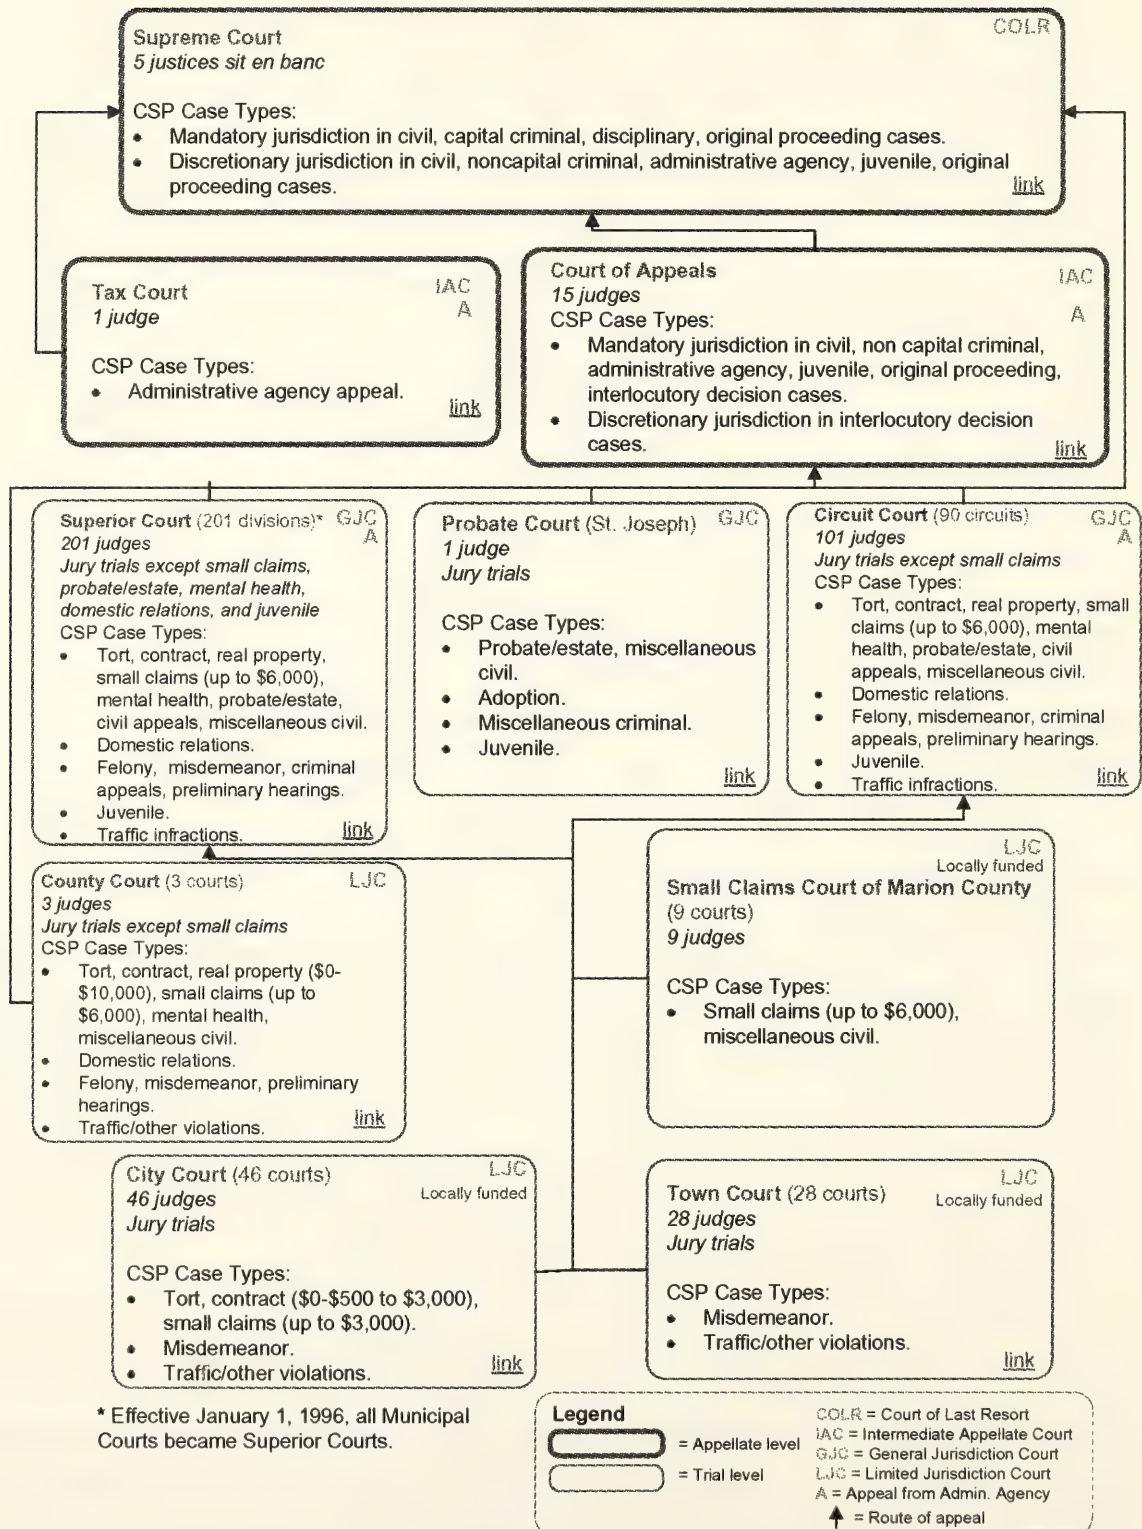 COLR
Supreme Court
5 justices sit en banc
CSP Case Types:
• Mandatory jurisdiction in civil, capital criminal, disciplinary, original proceeding cases.
• Discretionary jurisdiction in civil, noncapital criminal, administrative agency, juvenile, original
proceeding cases.
link
Tax Court
IAC
1 judge
A
CSP Case Types:
• Administrative agency appeal.
link
Court of Appeals
IAC
15 judges
A
CSP Case Types:
• Mandatory jurisdiction in civil, non capital criminal,
administrative agency, juvenile, original proceeding,
interlocutory decision cases.
• Discretionary jurisdiction in interlocutory decision
cases.
link
Superior Court (201 divisions)*
GJC
A
201 judges
Jury trials except small claims,
probate/estate, mental health,
domestic relations, and juvenile
CSP Case Types:
• Tort, contract, real property,
small claims (up to $6,000),
mental health, probate/estate,
civil appeals, miscellaneous civil.
• Domestic relations.
• Felony, misdemeanor, criminal
appeals, preliminary hearings.
• Juvenile.
• Traffic infractions.
link
Probate Court (St. Joseph)
GJC
1 judge
Jury trials
CSP Case Types:
• Probate/estate, miscellaneous
civil.
• Adoption.
• Miscellaneous criminal.
• Juvenile.
link
Circuit Court (90 circuits)
GJC
A
101 judges
Jury trials except small claims
CSP Case Types:
• Tort, contract, real property, small
claims (up to $6,000), mental
health, probate/estate, civil
appeals, miscellaneous civil.
• Domestic relations.
• Felony, misdemeanor, criminal
appeals, preliminary hearings.
• Juvenile.
• Traffic infractions.
link
County Court (3 courts)
LJC
3 judges
Jury trials except small claims
CSP Case Types:
• Tort, contract, real property ($0-
$10,000), small claims (up to
$6,000), mental health,
miscellaneous civil.
• Domestic relations.
• Felony, misdemeanor, preliminary
hearings.
• Traffic/other violations.
link
LJC
Locally funded
Small Claims Court of Marion County
(9 courts)
9 judges
CSP Case Types:
• Small claims (up to $6,000),
miscellaneous civil.
City Court (46 courts)
LJC
46 judges
Locally funded
Jury trials
CSP Case Types:
• Tort, contract ($0-$500 to $3,000),
small claims (up to $3,000).
• Misdemeanor.
• Traffic/other violations.
link
LJC
Town Court (28 courts)
Locally funded
28 judges
Jury trials
CSP Case Types:
• Misdemeanor.
• Traffic/other violations.
link
* Effective January 1, 1996, all Municipal
Courts became Superior Courts.
Legend
= Appellate level
= Trial level
COLR = Court of Last Resort
IAC = Intermediate Appellate Court
GJC = General Jurisdiction Court
LJC = Limited Jurisdiction Court
A = Appeal from Admin. Agency
= Route of appeal